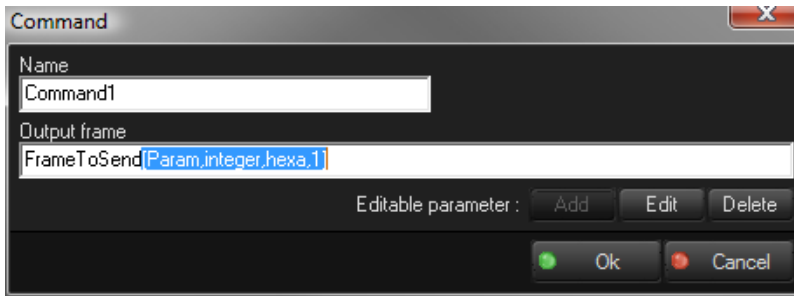 Command
Name
Command1
Output frame
FrameToSend[Param,integer,hexa,1]
Editable parameter : Add Edit Delete
Ok Cancel